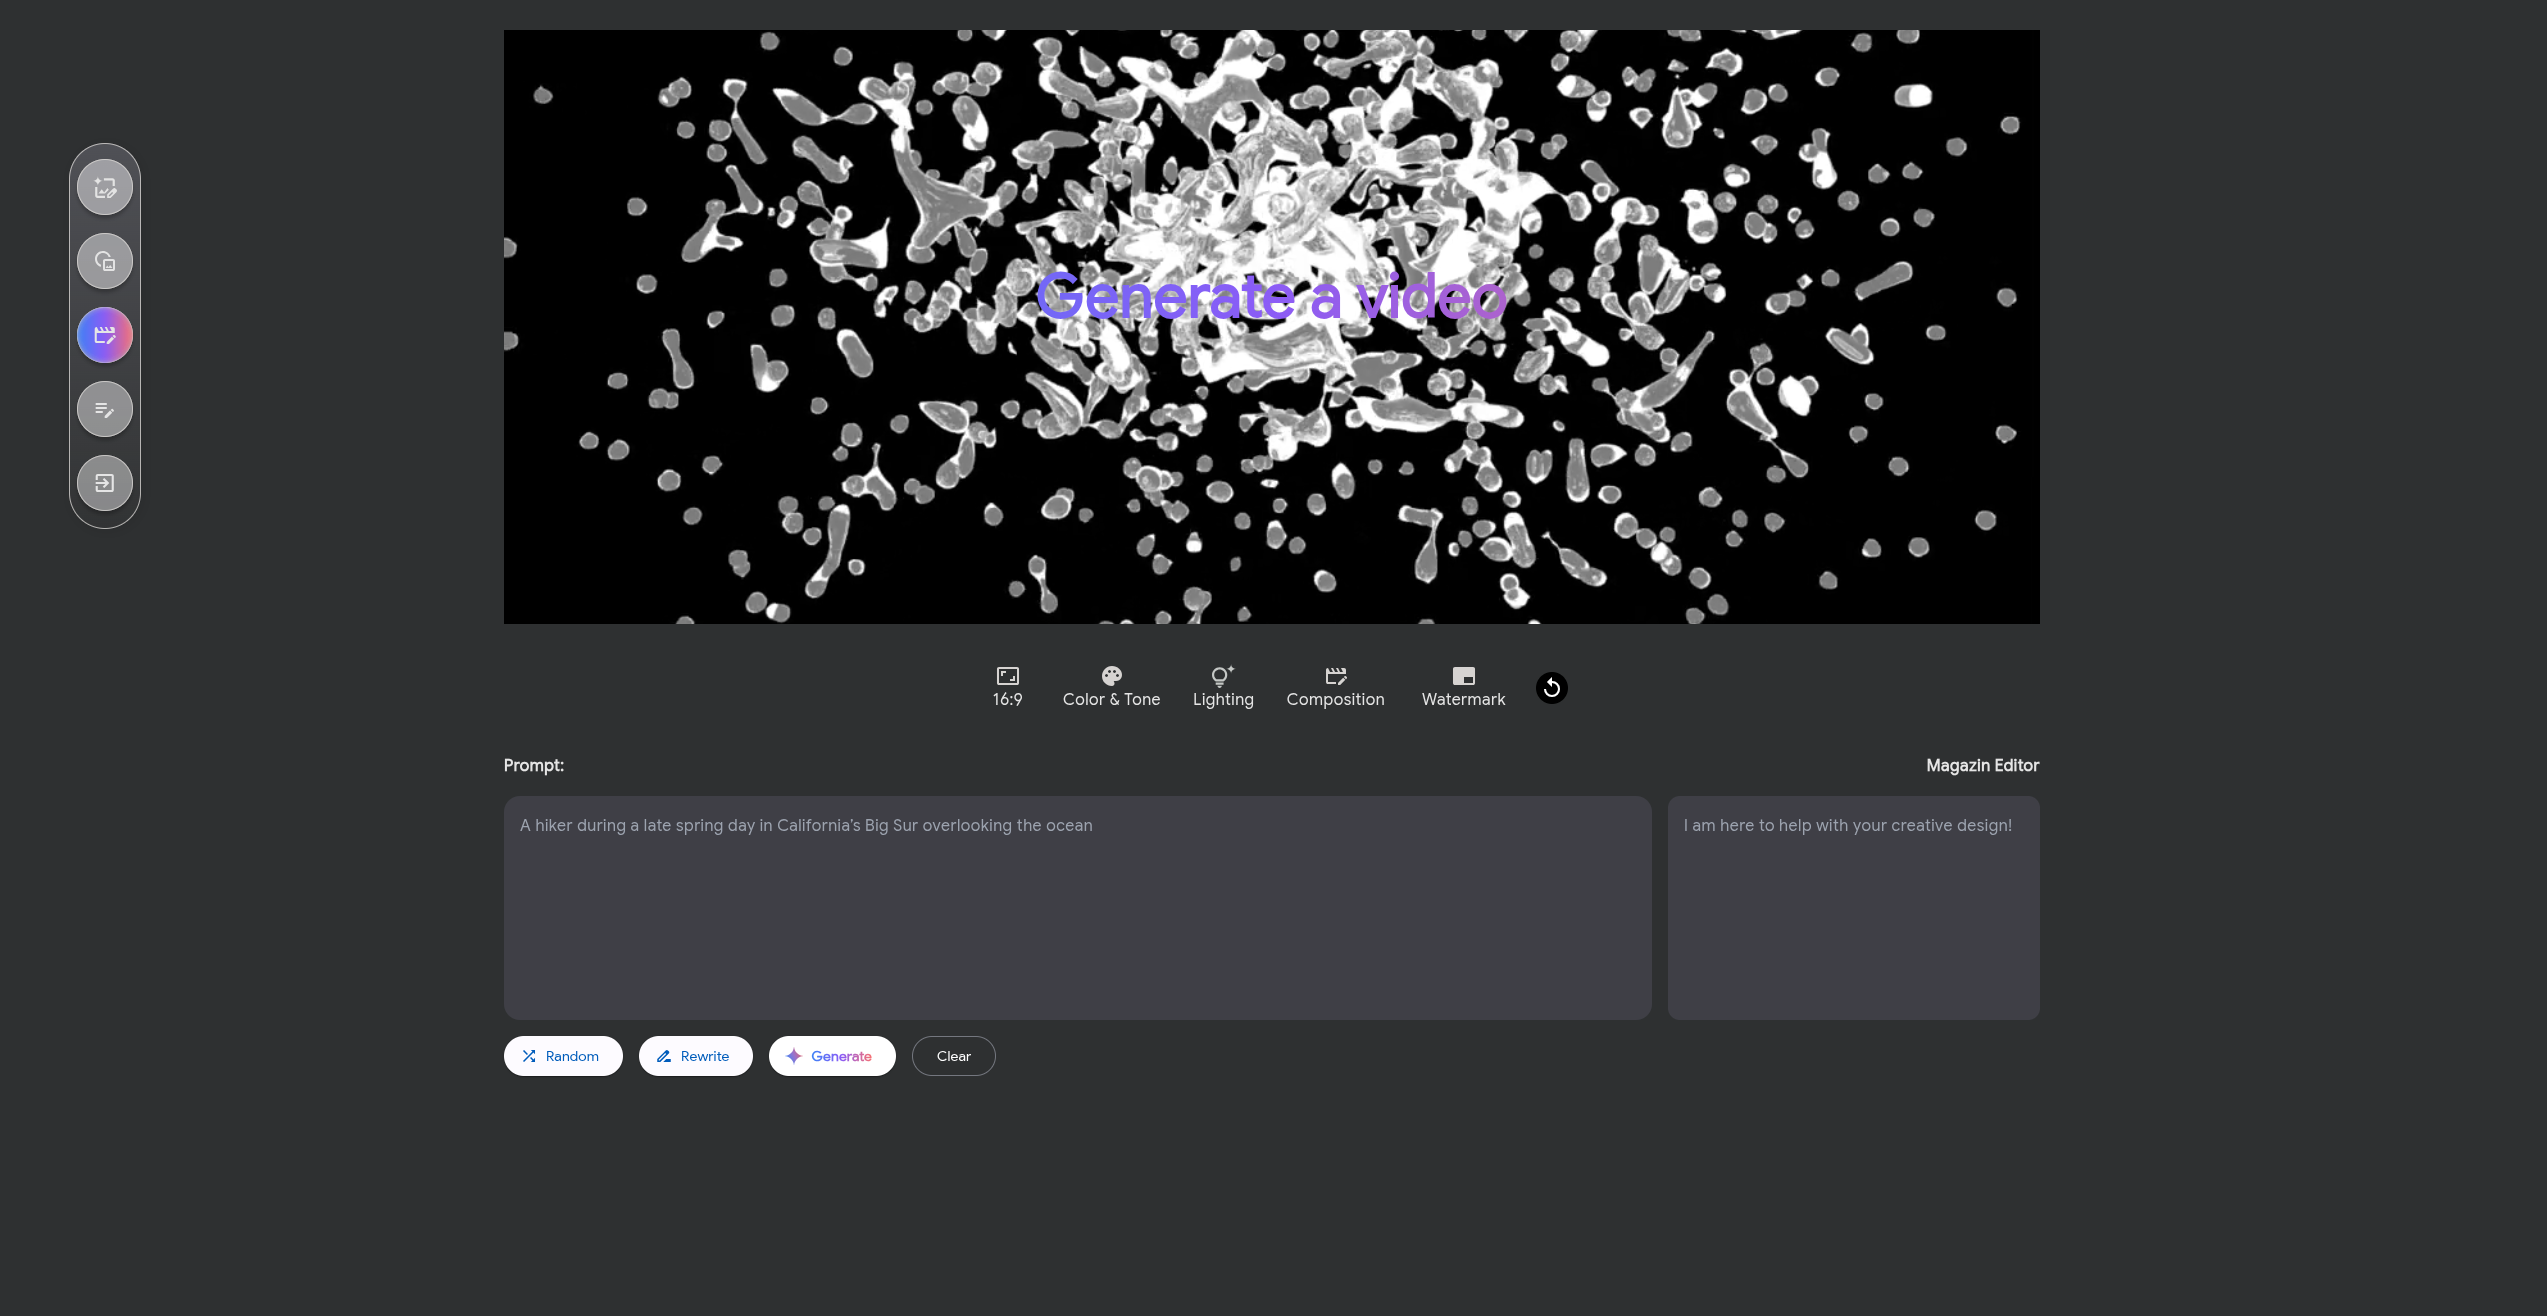 Generate a video
16:9
Color & Tone
Lighting
Composition
Watermark
Prompt:
Magazin Editor
A hiker during a late spring day in California's Big Sur overlooking the ocean
I am here to help with your creative design!
Random
Rewrite
Generate
Clear